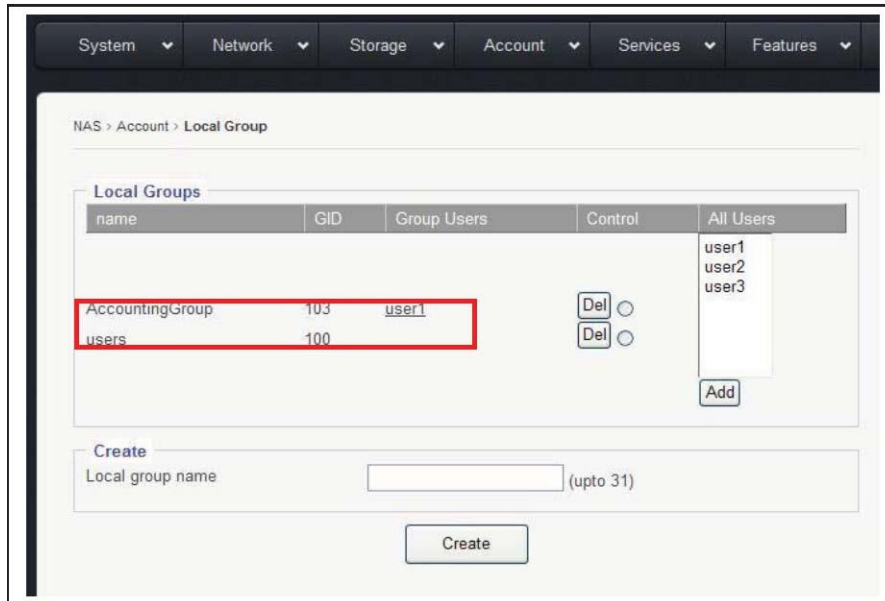 System Network Storage Account Services Features
NAS > Account > Local Group
Local Groups
name GID Group Users Control All Users
user1
user2
user3
AccountingGroup 103 user1 Del
users 100 Del
Add
Create
Local group name (upto 31)
Create